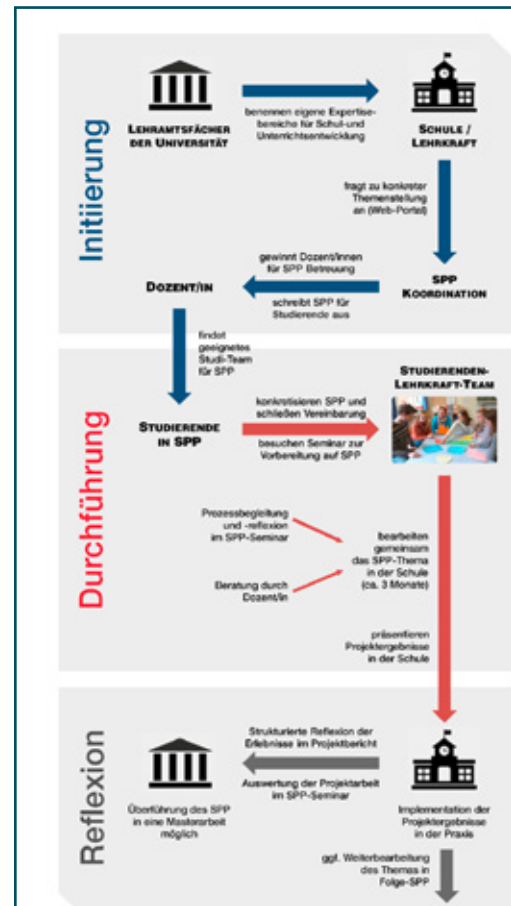 Initiierung
LEHRAMTSFÄCHER
DER UNIVERSITÄT
benennen eigene Expertise-
bereiche für Schul-und
Unterrichtsentwicklung
SCHULE /
LEHRKRAFT
fragt zu konkreter
Themenstellung
an (Web-Portal)
SPP
KOORDINATION
gewinnt Dozent/innen
für SPP Betreuung
schreibt SPP für
Studierende aus
DOZENT/IN
findet
geeignetes
Studi-Team
für SPP
Durchführung
STUDIERENDE
IN SPP
konkretisieren SPP und
schließen Vereinbarung
besuchen Seminar zur
Vorbereitung auf SPP
STUDIERENDEN-
LEHRKRAFT-TEAM
Prozessbegleitung
und -reflexion
im SPP-Seminar
Beratung durch
Dozent/in
bearbeiten
gemeinsam
das SPP-Thema
in der Schule
(ca. 3 Monate)
präsentieren
Projektergebnisse
in der Schule
Reflexion
Strukturierte Reflexion der
Erlebnisse im Projektbericht
Auswertung der Projektarbeit
im SPP-Seminar
Überführung des SPP
in eine Masterarbeit
möglich
Implementation der
Projektergebnisse
in der Praxis
ggf. Weiterbearbeitung
des Themas in
Folge-SPP